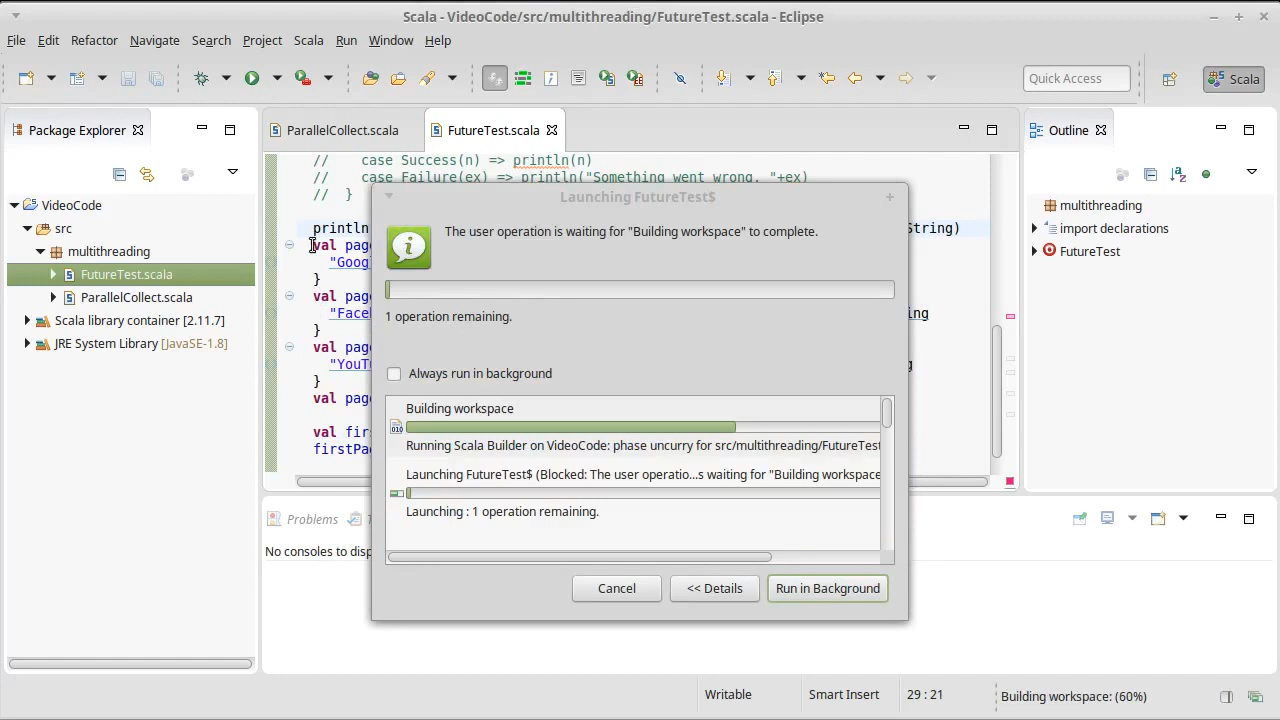 Scala - VideoCode/src/multithreading/FutureTest.scala - Eclipse
File Edit Refactor Navigate Search Project Scala Run Window Help
Quick Access
Scala
Package Explorer
ParallelCollect.scala
FutureTest.scala
Outline
VideoCode
src
multithreading
FutureTest.scala
ParallelCollect.scala
Scala library container [2.11.7]
JRE System Library [JavaSE-1.8]
// case Success(n) => println(n)
// case Failure(ex) => println("Something went wrong. "+ex)
// }
println
String)
val page
"Goog
}
val page
"Face
}
val page
"YouT
}
val page
val fir
firstPa
multithreading
import declarations
FutureTest
Launching FutureTest$
The user operation is waiting for "Building workspace" to complete.
1 operation remaining.
Always run in background
Building workspace
Running Scala Builder on VideoCode: phase uncurry for src/multithreading/FutureTest
Launching FutureTest$ (Blocked: The user operatio...s waiting for "Building workspace
Launching : 1 operation remaining.
Cancel
<< Details
Run in Background
Problems
No consoles to disp
Writable
Smart Insert
29 : 21
Building workspace: (60%)